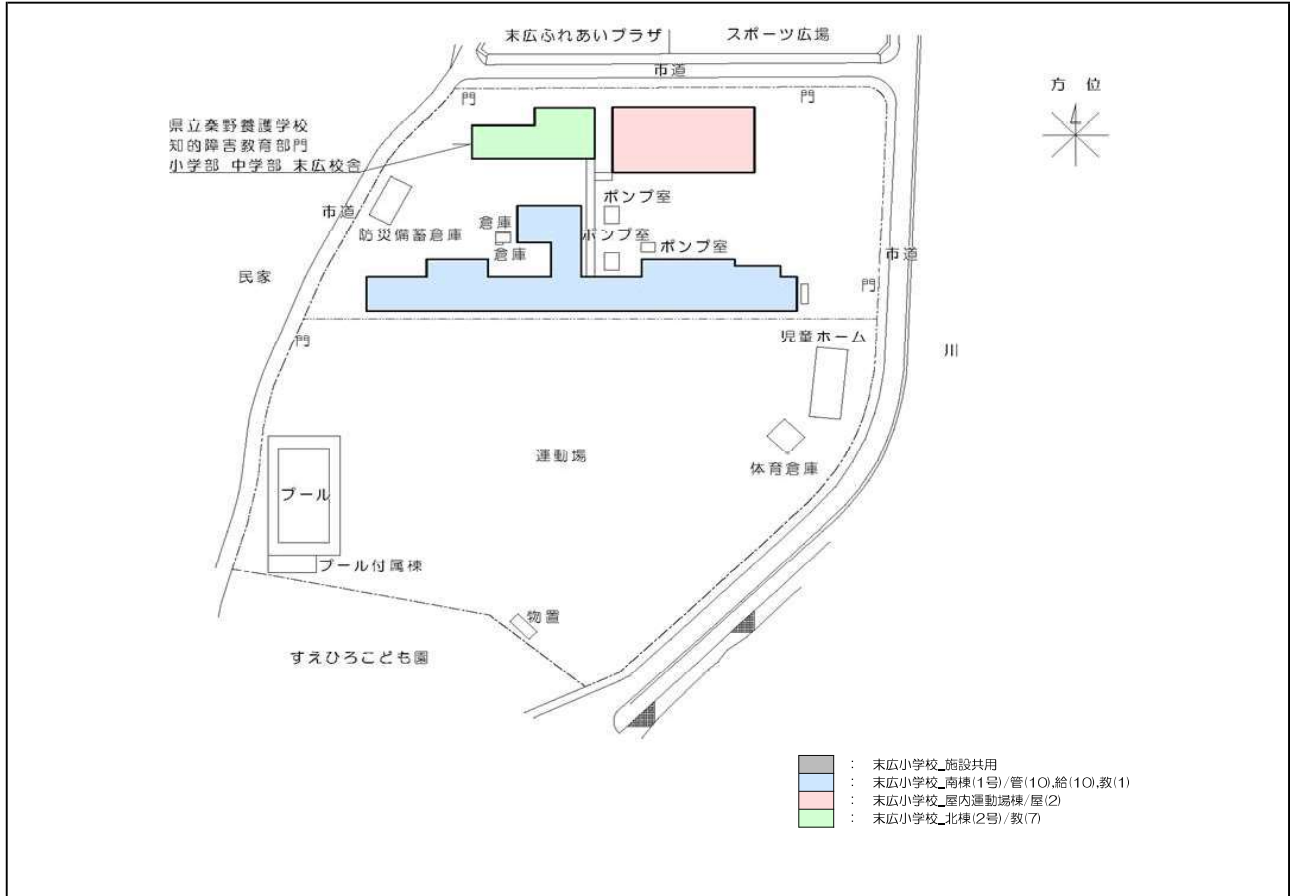 末広ふれあいプラザ
スポーツ広場
市道
方 位
門
門
県立秦野養護学校
知的障害教育部門
小学部 中学部 末広校舎
市道
防災備蓄倉庫
倉庫
倉庫
ポンプ室
ポンプ室
ポンプ室
民家
市道
門
門
児童ホーム
川
運動場
体育倉庫
プール
プール付属棟
物置
すえひろこども園
: 末広小学校_施設共用
: 末広小学校_南棟(1号)/管(10),給(10),教(1)
: 末広小学校_屋内運動場棟/屋(2)
: 末広小学校_北棟(2号)/教(7)